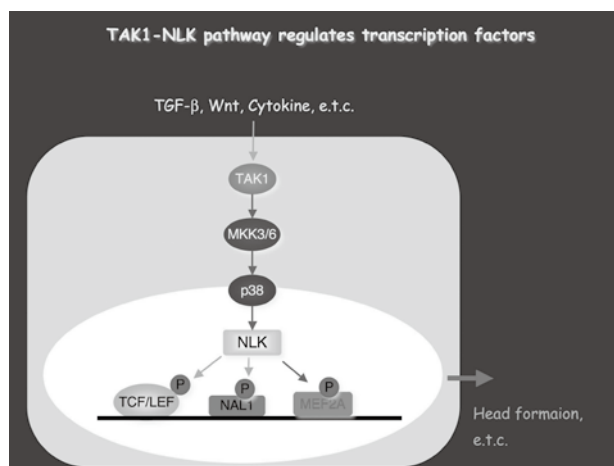 TAK1-NLK pathway regulates transcription factors
TGF-β, Wnt, Cytokine, e.t.c.
TAK1
MKK3/6
p38
NLK
P
P
P
TCF/LEF
NAL1
MEF2A
Head formaion,
e.t.c.